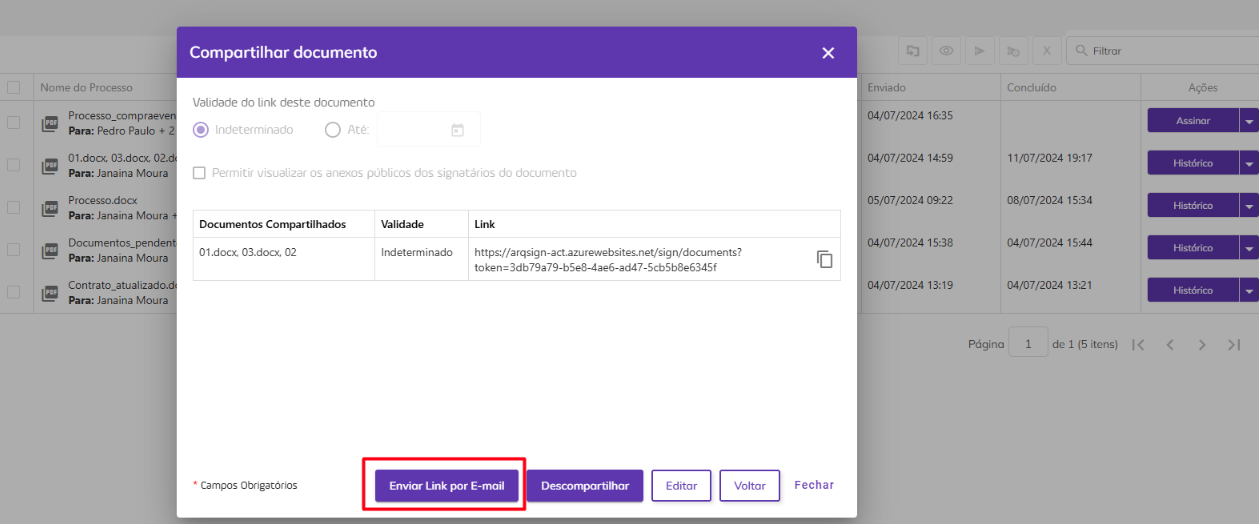 Compartilhar documento
Filtrar
Nome do Processo
Enviado
Concluído
Ações
Validade do link deste documento
Indeterminado
Até:
Permitir visualizar os anexos públicos dos signatários do documento
Processo_compraeven
Para: Pedro Paulo + 2
04/07/2024 16:35
Assinar
01.docx, 03.docx, 02.do
Para: Janaina Moura
04/07/2024 14:59
11/07/2024 19:17
Histórico
Processo.docx
Para: Janaina Moura +
05/07/2024 09:22
08/07/2024 15:34
Histórico
Documentos_pendent
Para: Janaina Moura
04/07/2024 15:38
04/07/2024 15:44
Histórico
Contrato_atualizado.do
Para: Janaina Moura
04/07/2024 13:19
04/07/2024 13:21
Histórico
Documentos Compartilhados
Validade
Link
01.docx, 03.docx, 02
Indeterminado
https://arqsign-act.azurewebsites.net/sign/documents?
token=3db79a79-b5e8-4ae6-ad47-5cb5b8e6345f
Página 1 de 1 (5 itens)
* Campos Obrigatórios
Enviar Link por E-mail
Descompartilhar
Editar
Voltar
Fechar